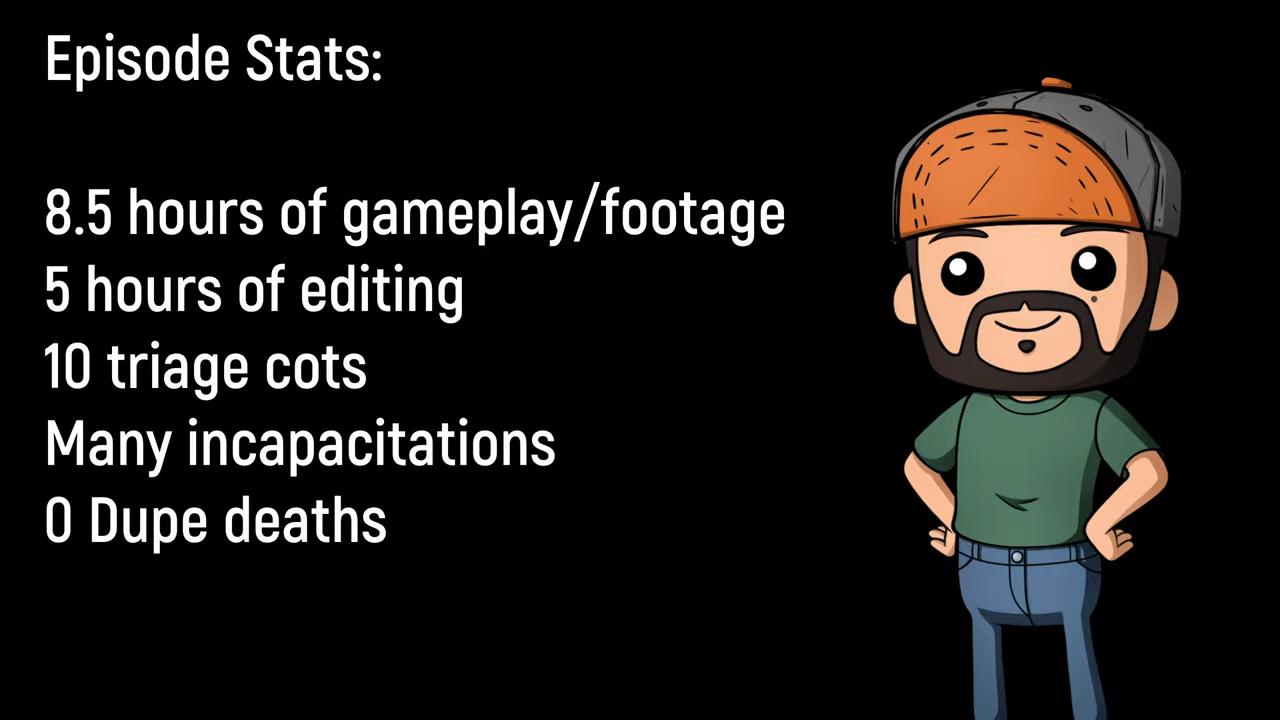 Episode Stats:
8.5 hours of gameplay/footage
5 hours of editing
10 triage cots
Many incapacitations
0 Dupe deaths